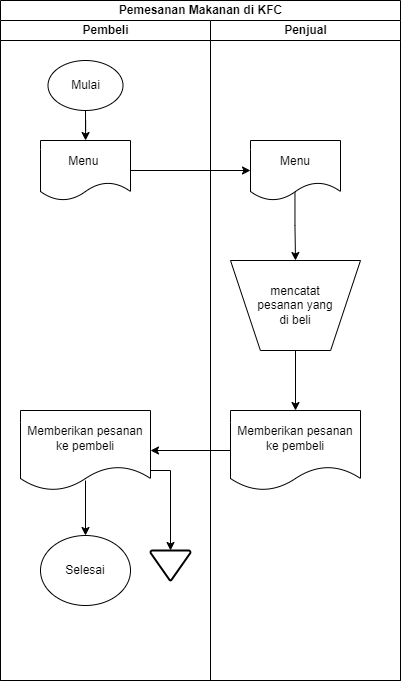 Pemesanan Makanan di KFC
Pembeli
Penjual
Mulai
Menu
Menu
mencatat
pesanan yang
di beli
Memberikan pesanan
ke pembeli
Memberikan pesanan
ke pembeli
Selesai